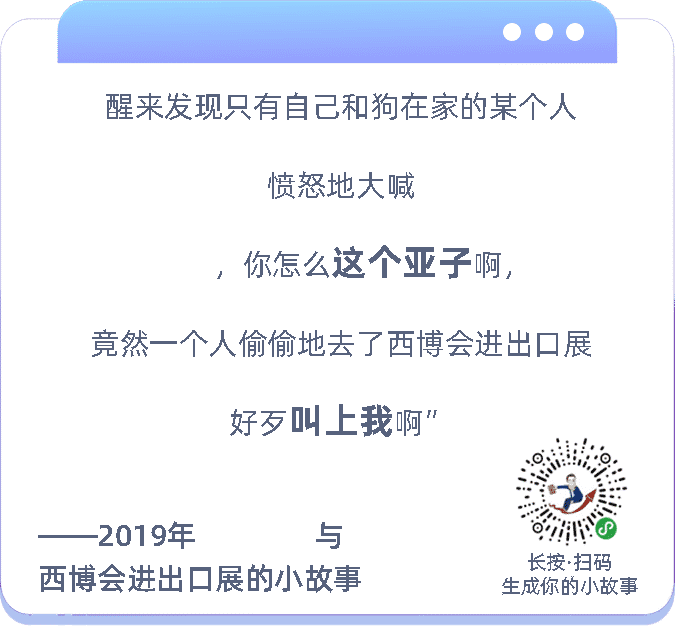 醒来发现只有自己和狗在家的某个人
愤怒地大喊
，你怎么这个亚子啊，
竟然一个人偷偷地去了西博会进出口展
好歹叫上我啊”
——2019年 与
西博会进出口展的小故事
长按·扫码
生成你的小故事